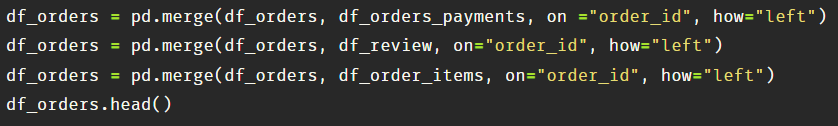 df_orders = pd.merge(df_orders, df_orders_payments, on ="order_id", how="left")
df_orders = pd.merge(df_orders, df_review, on="order_id", how="left")
df_orders = pd.merge(df_orders, df_order_items, on="order_id", how="left")
df_orders.head()